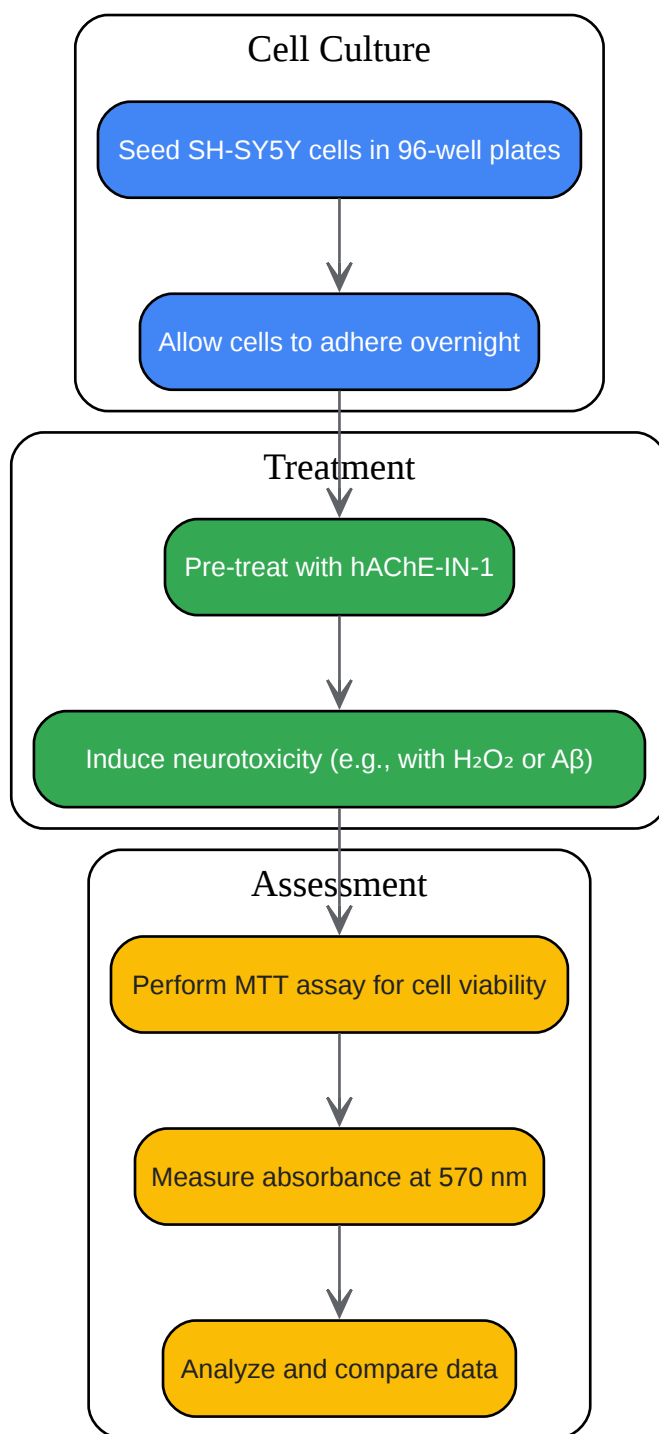 Cell Culture
Seed SH-SY5Y cells in 96-well plates
Allow cells to adhere overnight
Treatment
Pre-treat with hAChE-IN-1
Induce neurotoxicity (e.g., with H₂O₂ or Aβ)
Assessment
Perform MTT assay for cell viability
Measure absorbance at 570 nm
Analyze and compare data